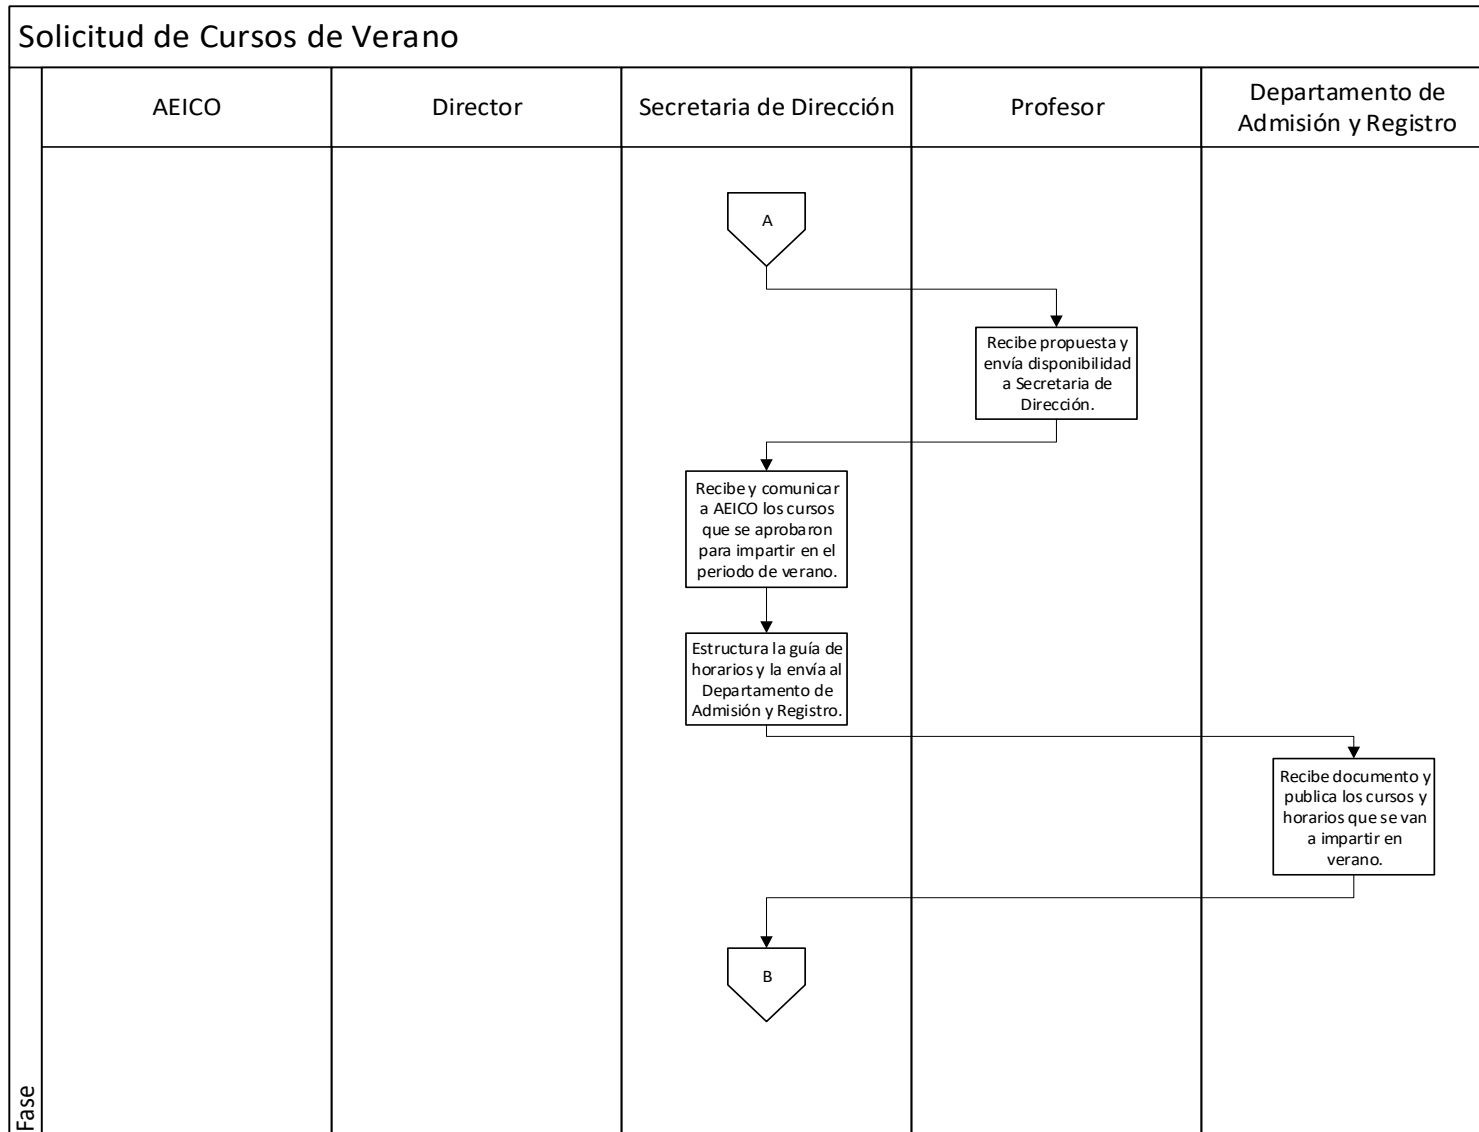 Solicitud de Cursos de Verano
AEICO
Director
Secretaria de Dirección
Profesor
Departamento de
Admisión y Registro
A
Recibe propuesta y
envía disponibilidad
a Secretaria de
Dirección.
Recibe y comunicar
a AEICO los cursos
que se aprobaron
para impartir en el
periodo de verano.
Estructura la guía de
horarios y la envía al
Departamento de
Admisión y Registro.
Recibe documento y
publica los cursos y
horarios que se van
a impartir en
verano.
B
Fase